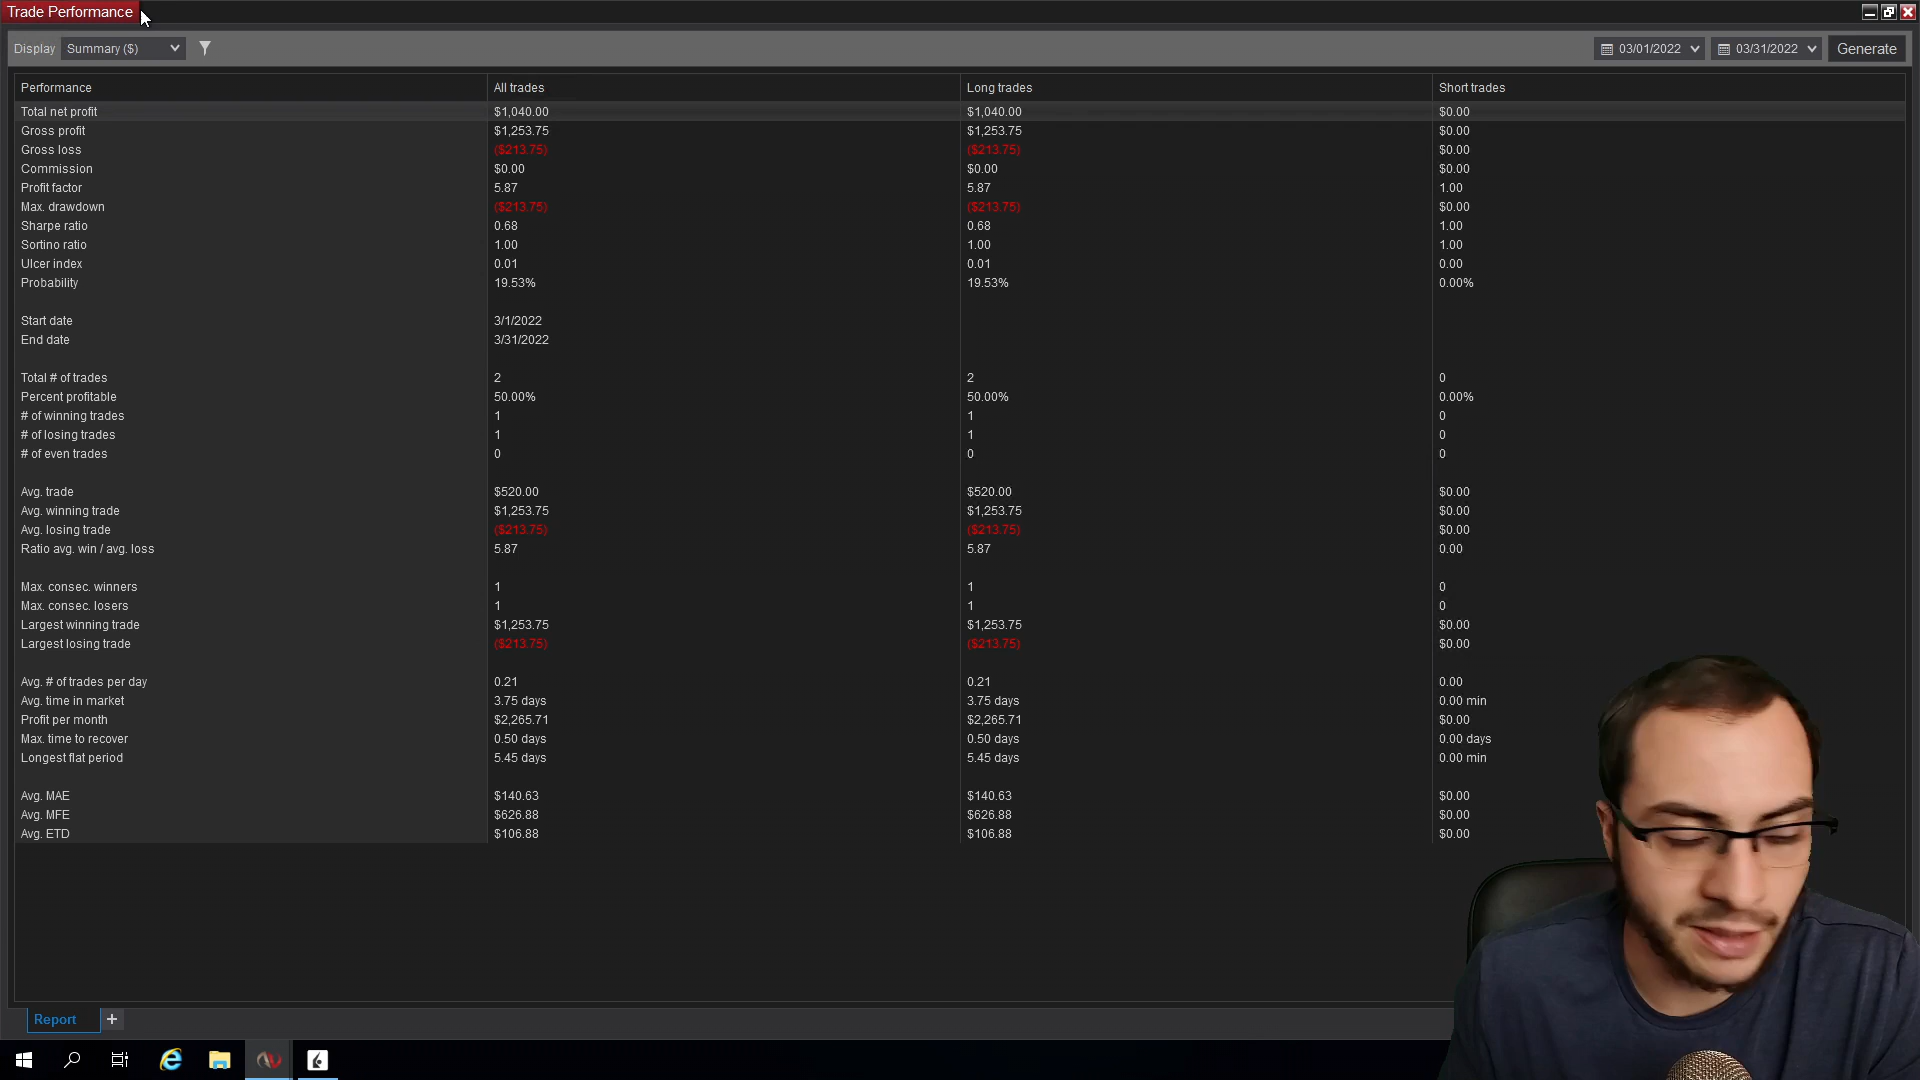 Trade Performance
Display Summary ($) 03/01/2022 03/31/2022 Generate
Performance All trades Long trades Short trades
Total net profit $1,040.00 $1,040.00 $0.00
Gross profit $1,253.75 $1,253.75 $0.00
Gross loss ($213.75) ($213.75) $0.00
Commission $0.00 $0.00 $0.00
Profit factor 5.87 5.87 1.00
Max. drawdown ($213.75) ($213.75) $0.00
Sharpe ratio 0.68 0.68 1.00
Sortino ratio 1.00 1.00 1.00
Ulcer index 0.01 0.01 0.00
Probability 19.53% 19.53% 0.00%
Start date 3/1/2022
End date 3/31/2022
Total # of trades 2 2 0
Percent profitable 50.00% 50.00% 0.00%
# of winning trades 1 1 0
# of losing trades 1 1 0
# of even trades 0 0 0
Avg. trade $520.00 $520.00 $0.00
Avg. winning trade $1,253.75 $1,253.75 $0.00
Avg. losing trade ($213.75) ($213.75) $0.00
Ratio avg. win / avg. loss 5.87 5.87 0.00
Max. consec. winners 1 1 0
Max. consec. losers 1 1 0
Largest winning trade $1,253.75 $1,253.75 $0.00
Largest losing trade ($213.75) ($213.75) $0.00
Avg. # of trades per day 0.21 0.21 0.00
Avg. time in market 3.75 days 3.75 days 0.00 min
Profit per month $2,265.71 $2,265.71 $0.00
Max. time to recover 0.50 days 0.50 days 0.00 days
Longest flat period 5.45 days 5.45 days 0.00 min
Avg. MAE $140.63 $140.63 $0.00
Avg. MFE $626.88 $626.88 $0.00
Avg. ETD $106.88 $106.88 $0.00
Report +